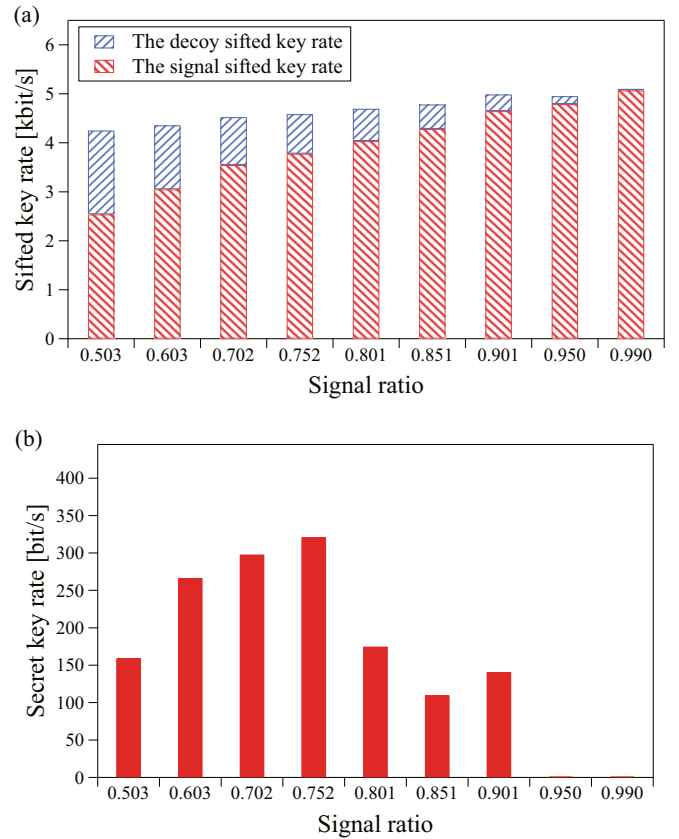 (a)
The decoy sifted key rate
The signal sifted key rate
Sifted key rate [kbit/s]
6
5
4
3
2
1
0
0.503 0.603 0.702 0.752 0.801 0.851 0.901 0.950 0.990
Signal ratio
(b)
Secret key rate [bit/s]
400
350
300
250
200
150
100
50
0
0.503 0.603 0.702 0.752 0.801 0.851 0.901 0.950 0.990
Signal ratio